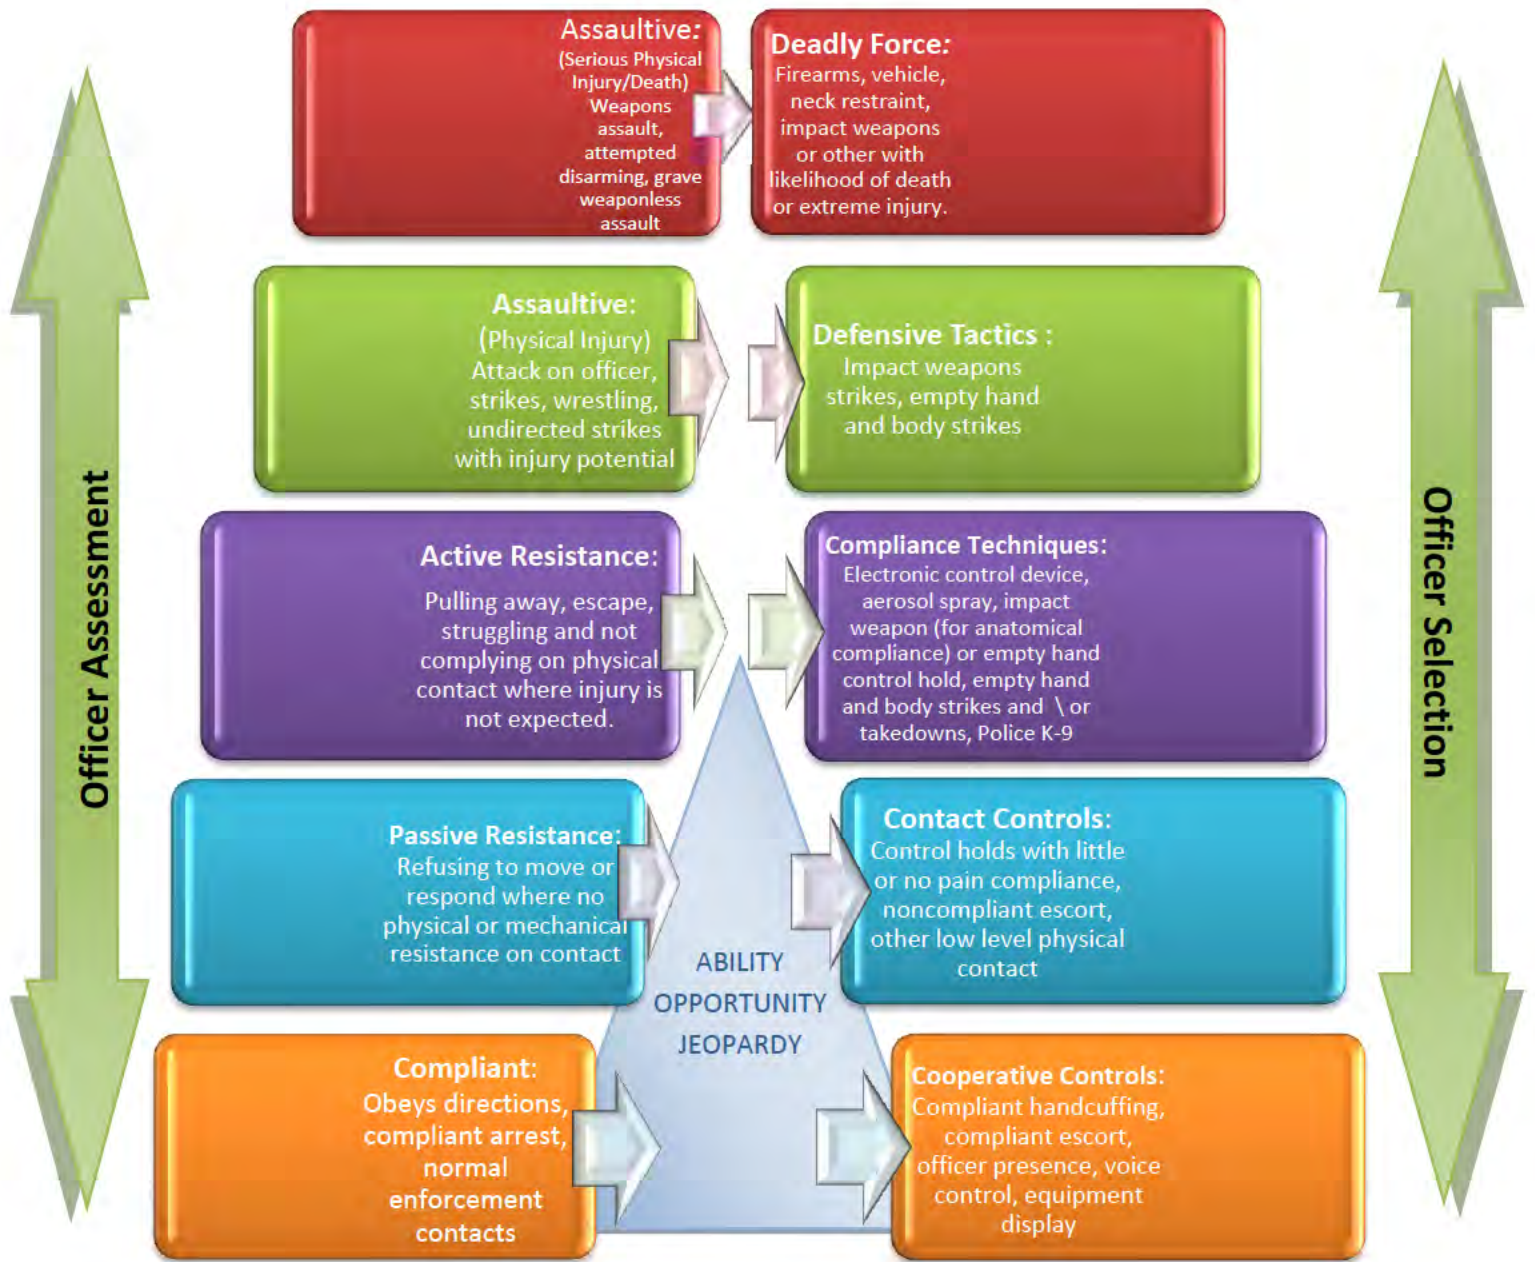 Assaultive:
(Serious Physical
Injury/Death)
Weapons
assault,
attempted
disarming, grave
weaponless
assault
Deadly Force:
Firearms, vehicle,
neck restraint,
impact weapons
or other with
likelihood of death
or extreme injury.
Assaultive:
(Physical Injury)
Attack on officer,
strikes, wrestling,
undirected strikes
with injury potential
Defensive Tactics :
Impact weapons
strikes, empty hand
and body strikes
Officer Assessment
Officer Selection
Active Resistance:
Pulling away, escape,
struggling and not
complying on physical
contact where injury is
not expected.
Compliance Techniques:
Electronic control device,
aerosol spray, impact
weapon (for anatomical
compliance) or empty hand
control hold, empty hand
and body strikes and \ or
takedowns, Police K-9
Passive Resistance:
Refusing to move or
respond where no
physical or mechanical
resistance on contact
Contact Controls:
Control holds with little
or no pain compliance,
noncompliant escort,
other low level physical
contact
ABILITY
OPPORTUNITY
JEOPARDY
Compliant:
Obeys directions,
compliant arrest,
normal
enforcement
contacts
Cooperative Controls:
Compliant handcuffing,
compliant escort,
officer presence, voice
control, equipment
display